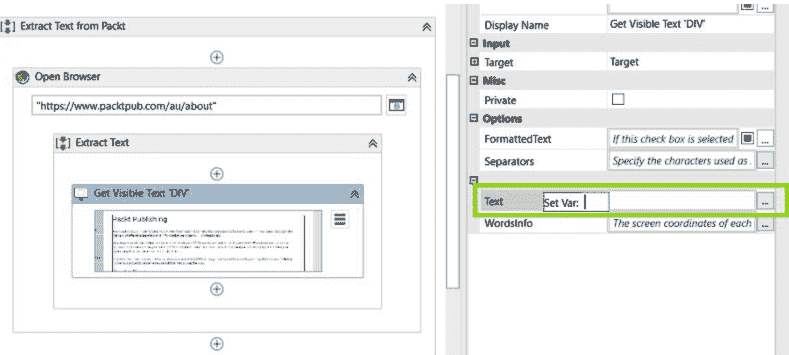 Extract Text from Packt
Open Browser
"https://www.packtpub.com/au/about"
Extract Text
Get Visible Text 'DIV'
Packt Publishing
Display Name Get Visible Text 'DIV'
Input
Target Target
Misc
Private
Options
FormattedText If this check box is selected ...
Separators Specify the characters used as . ...
Text Set Var: ...
WordsInfo The screen coordinates of each ...